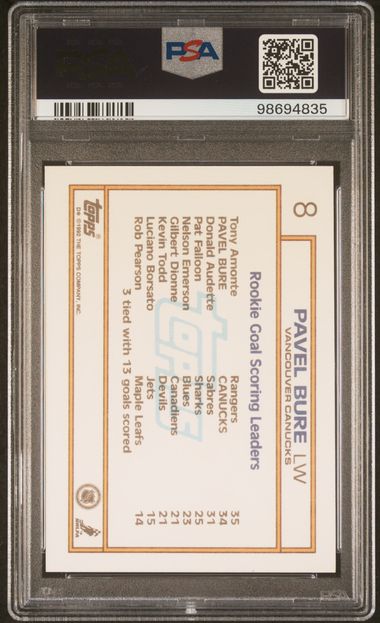 PSA
98694835
8
PAVEL BURE LW
VANCOUVER CANUCKS
Rookie Goal Scoring Leaders
Tony Amonte Rangers 35
PAVEL BURE CANUCKS 34
Donald Audette Sabres 31
Pat Falloon Sharks 25
Nelson Emerson Blues 23
Gilbert Dionne Canadiens 21
Kevin Todd Devils 21
Luciano Borsato Jets 15
Rob Pearson Maple Leafs 14
3 tied with 13 goals scored
TOPPS
TOPPS
D* ©1992 THE TOPPS COMPANY, INC.
NHLPA
PSA